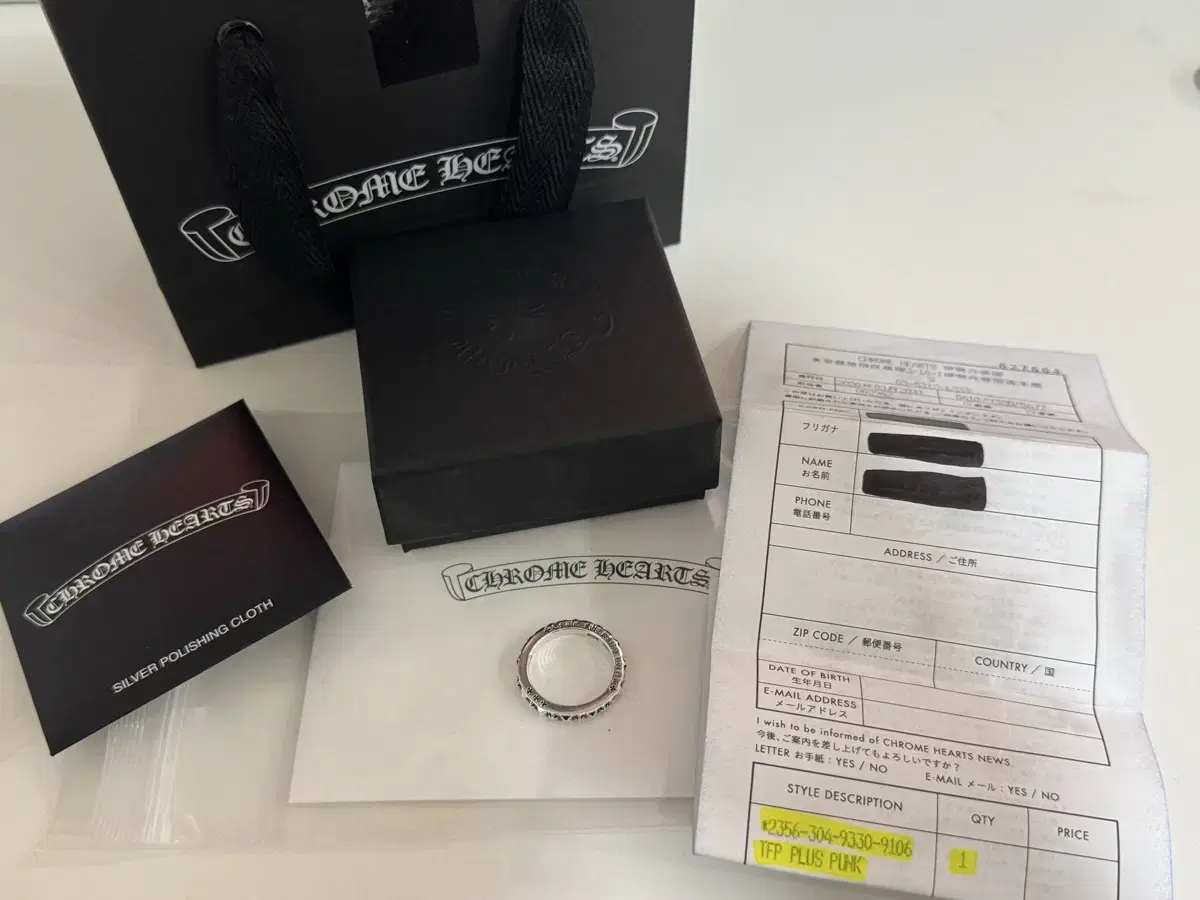 CHROME HEARTS
CHROME HEARTS
SILVER POLISHING CLOTH
CHROME HEARTS
CHROME HEARTS
627604
フリガナ
NAME
お名前
PHONE
電話番号
ADDRESS / ご住所
ZIP CODE / 郵便番号
COUNTRY / 国
DATE OF BIRTH
生年月日
E-MAIL ADDRESS
メールアドレス
I wish to be informed of CHROME HEARTS NEWS.
今後、ご案内を差し上げてもよろしいですか?
LETTER お手紙 : YES / NO E-MAIL メール : YES / NO
STYLE DESCRIPTION QTY PRICE
*2356-304-9330-9106 1
TFP PLUS PUNK